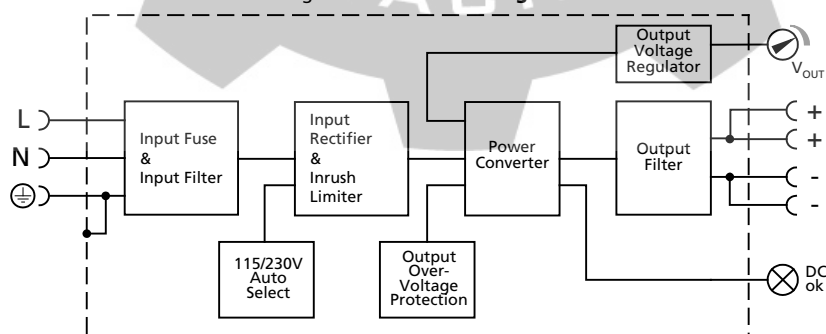 Output
Voltage
Regulator
V_OUT
L
N
Input Fuse
&
Input Filter
Input
Rectifier
&
Inrush
Limiter
Power
Converter
Output
Filter
+
+
-
-
115/230V
Auto
Select
Output
Over-
Voltage
Protection
DC
ok